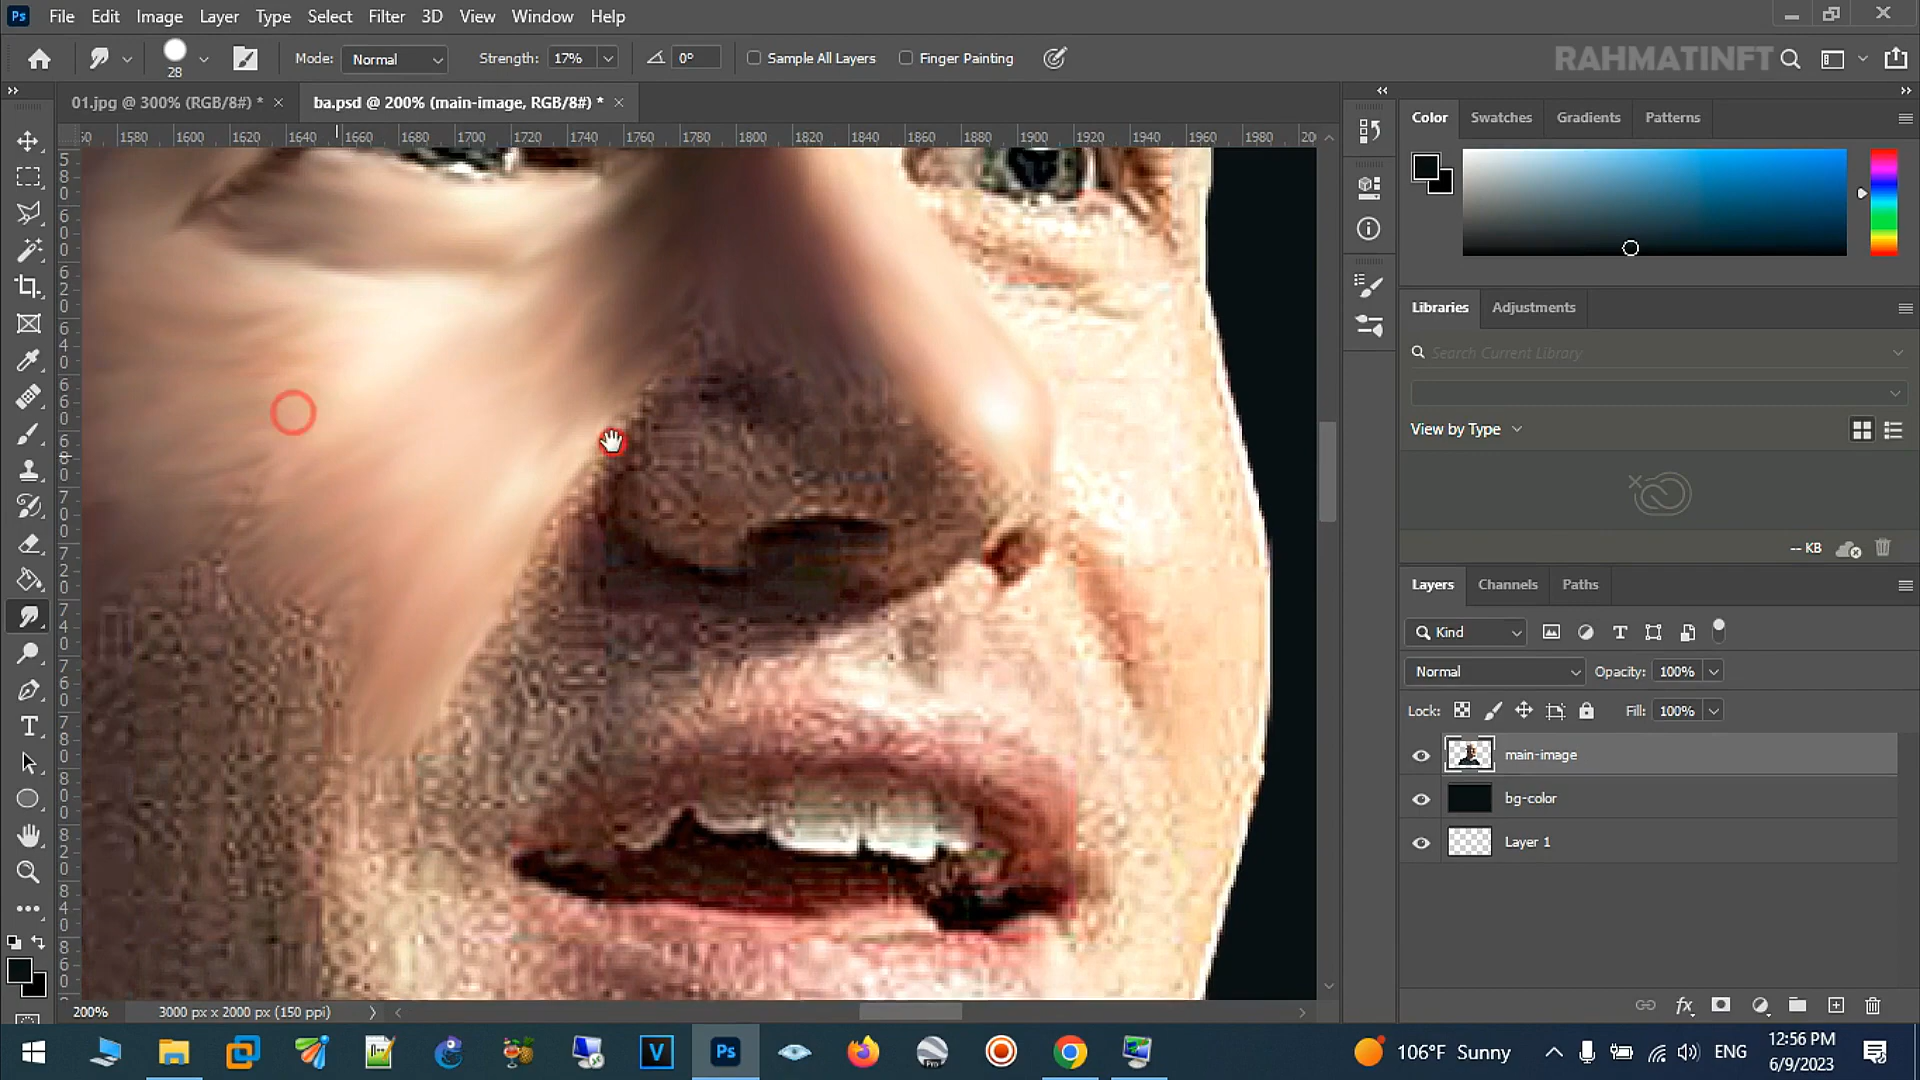 Ps File Edit Image Layer Type Select Filter 3D View Window Help
28 Mode: Normal Strength: 17% 0° Sample All Layers Finger Painting RAHMATINFT
01.jpg @ 300% (RGB/8#) * ba.psd @ 200% (main-image, RGB/8#) *
1580 1600 1620 1640 1660 1680 1700 1720 1740 1760 1780 1800 1820 1840 1860 1880 1900 1920 1940 1960 1980
Color Swatches Gradients Patterns
Libraries Adjustments
Search Current Library
View by Type
-- KB
Layers Channels Paths
Kind
Normal Opacity: 100%
Lock: Fill: 100%
main-image
bg-color
Layer 1
200% 3000 px x 2000 px (150 ppi)
V Ps Pro 106°F Sunny ENG 12:56 PM
6/9/2023